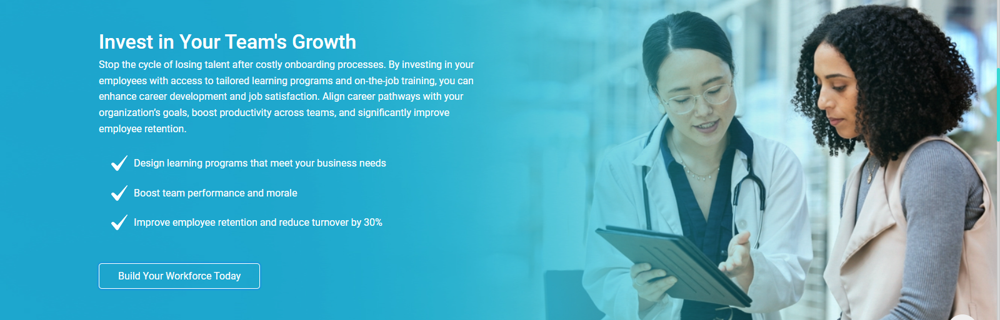 Invest in Your Team's Growth
Stop the cycle of losing talent after costly onboarding processes. By investing in your
employees with access to tailored learning programs and on-the-job training, you can
enhance career development and job satisfaction. Align career pathways with your
organization’s goals, boost productivity across teams, and significantly improve
employee retention.
Design learning programs that meet your business needs
Boost team performance and morale
Improve employee retention and reduce turnover by 30%
Build Your Workforce Today